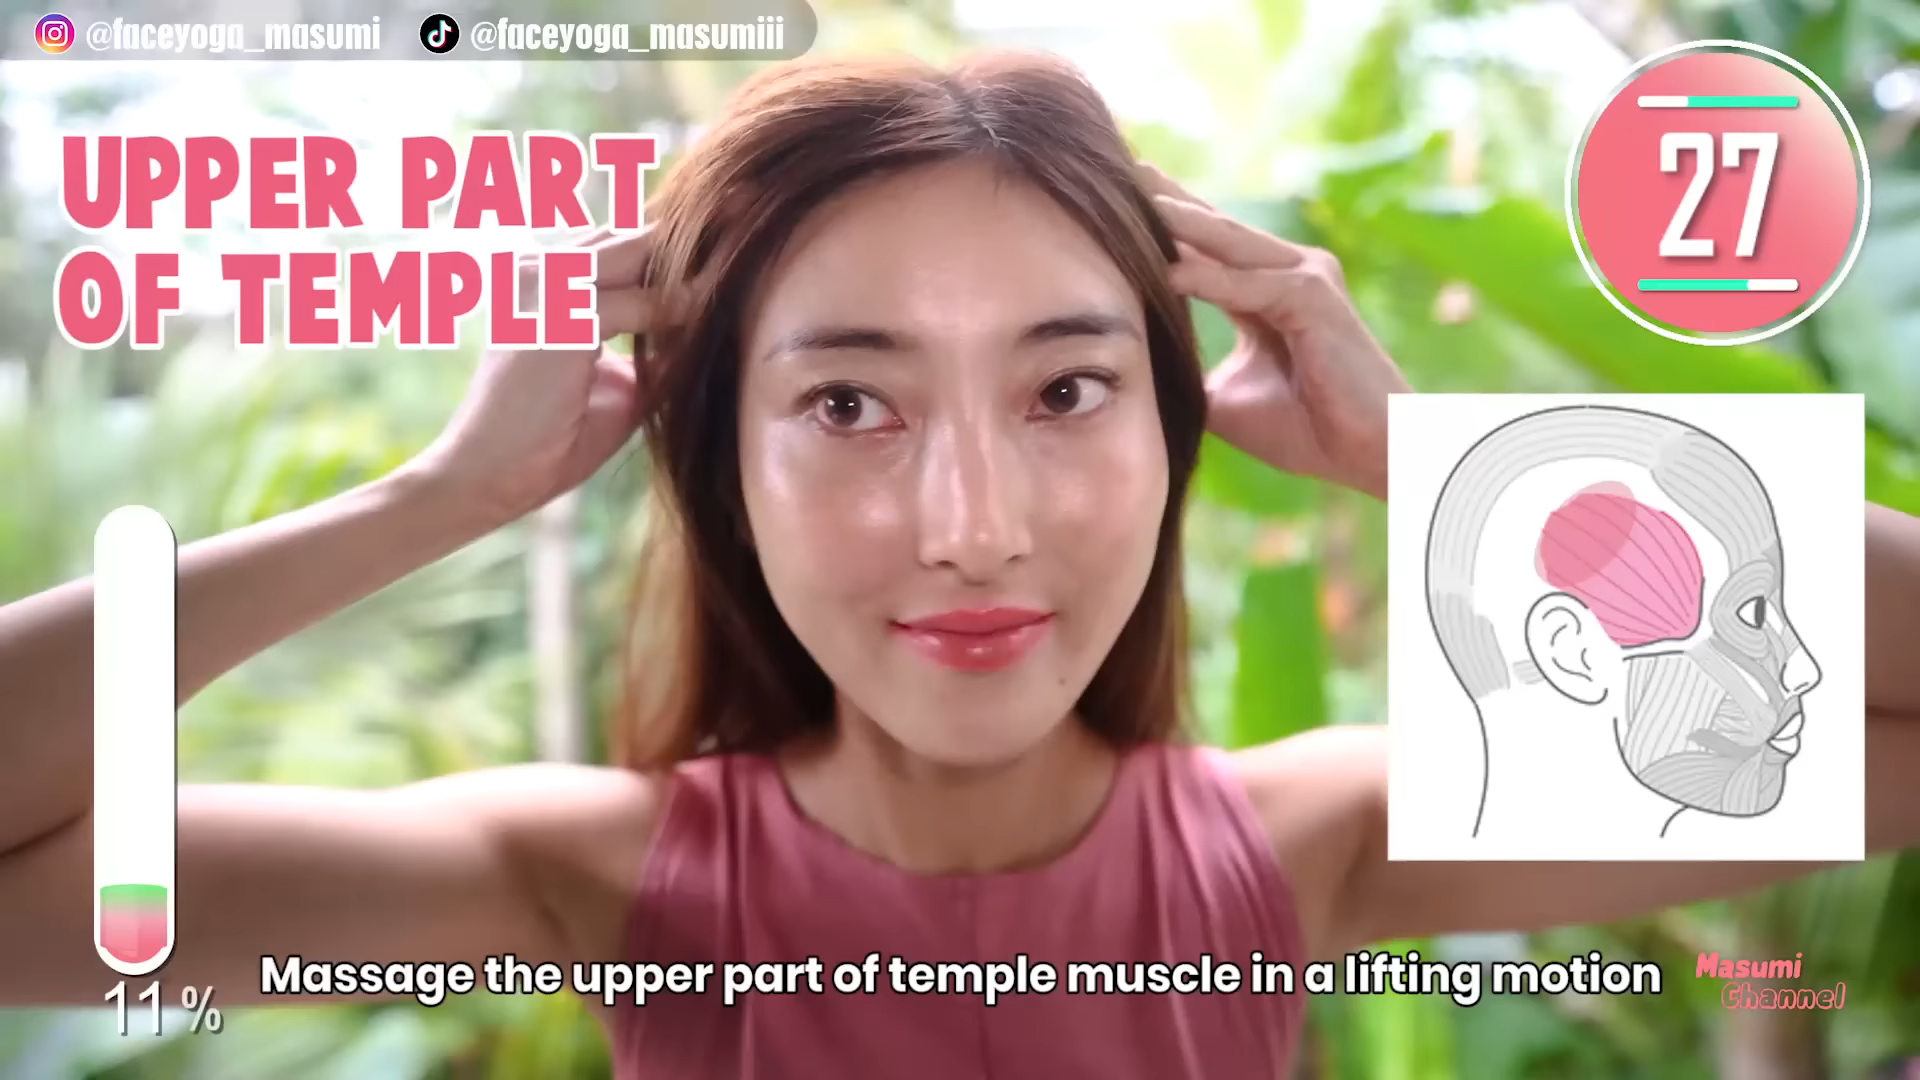 @faceyoga_masumi @faceyoga_masumiii
UPPER PART
OF TEMPLE
27
11 %
Massage the upper part of temple muscle in a lifting motion
Masumi
Channel